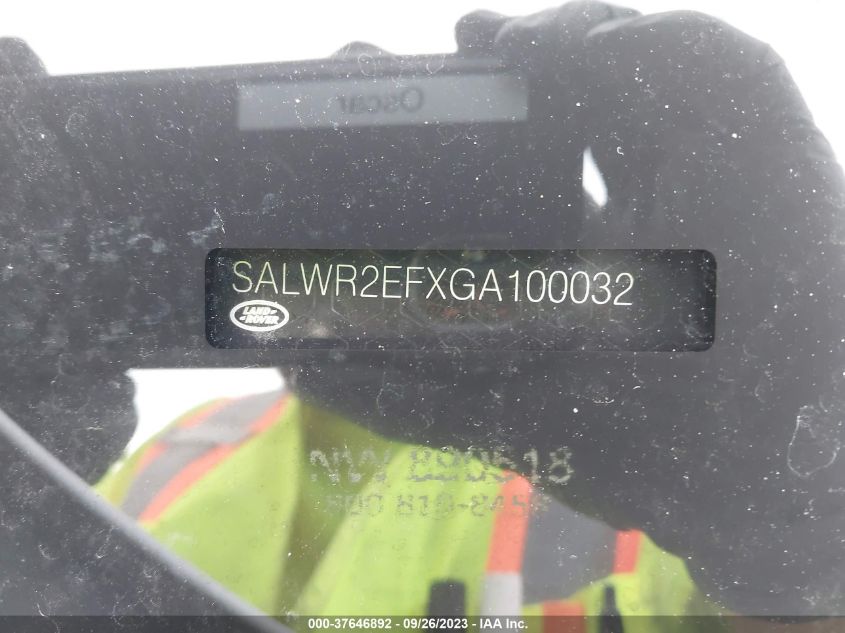 Oscar
SALWR2EFXGA100032
LAND-
-ROVER
000-37646892 - 09/26/2023 - IAA Inc.